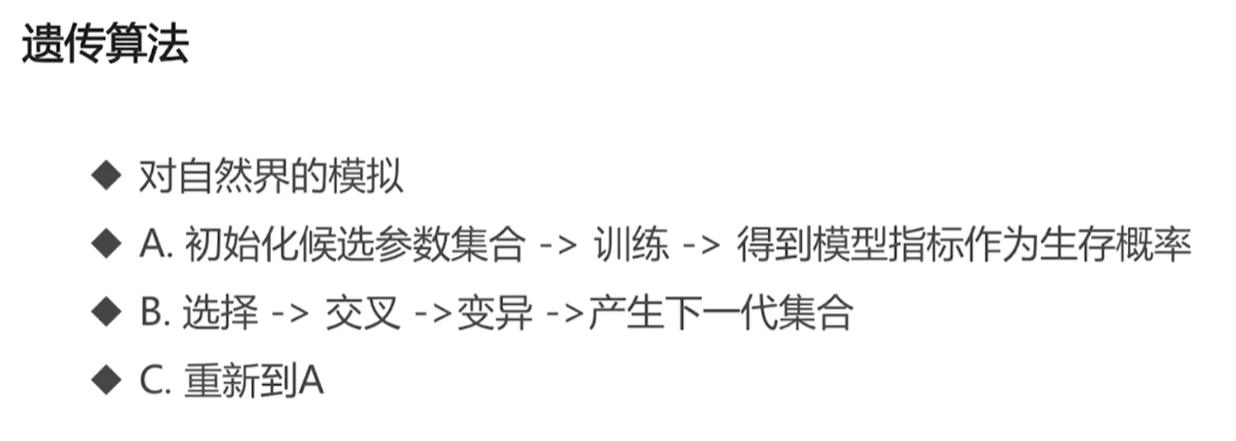 遗传算法
◆ 对自然界的模拟
◆ A. 初始化候选参数集合 -> 训练 -> 得到模型指标作为生存概率
◆ B. 选择 -> 交叉 ->变异 ->产生下一代集合
◆ C. 重新到A